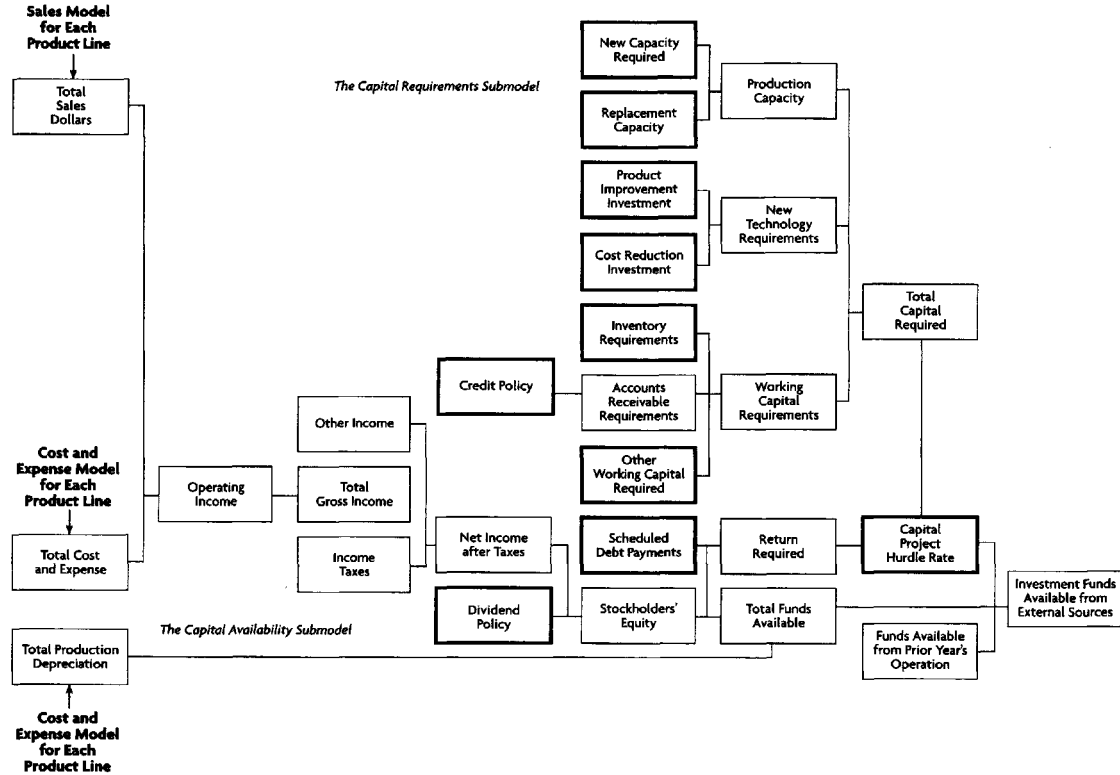 Sales Model
for Each
Product Line
Total
Sales
Dollars
The Capital Requirements Submodel
New Capacity
Required
Replacement
Capacity
Production
Capacity
Product
Improvement
Investment
Cost Reduction
Investment
New
Technology
Requirements
Inventory
Requirements
Total
Capital
Required
Credit Policy
Accounts
Receivable
Requirements
Working
Capital
Requirements
Other
Working Capital
Required
Other Income
Cost and
Expense Model
for Each
Product Line
Operating
Income
Total
Gross Income
Total Cost
and Expense
Income
Taxes
Net Income
after Taxes
Scheduled
Debt Payments
Return
Required
Capital
Project
Hurdle Rate
Investment Funds
Available from
External Sources
Dividend
Policy
Stockholders'
Equity
Total Funds
Available
Funds Available
from Prior Year's
Operation
The Capital Availability Submodel
Total Production
Depreciation
Cost and
Expense Model
for Each
Product Line